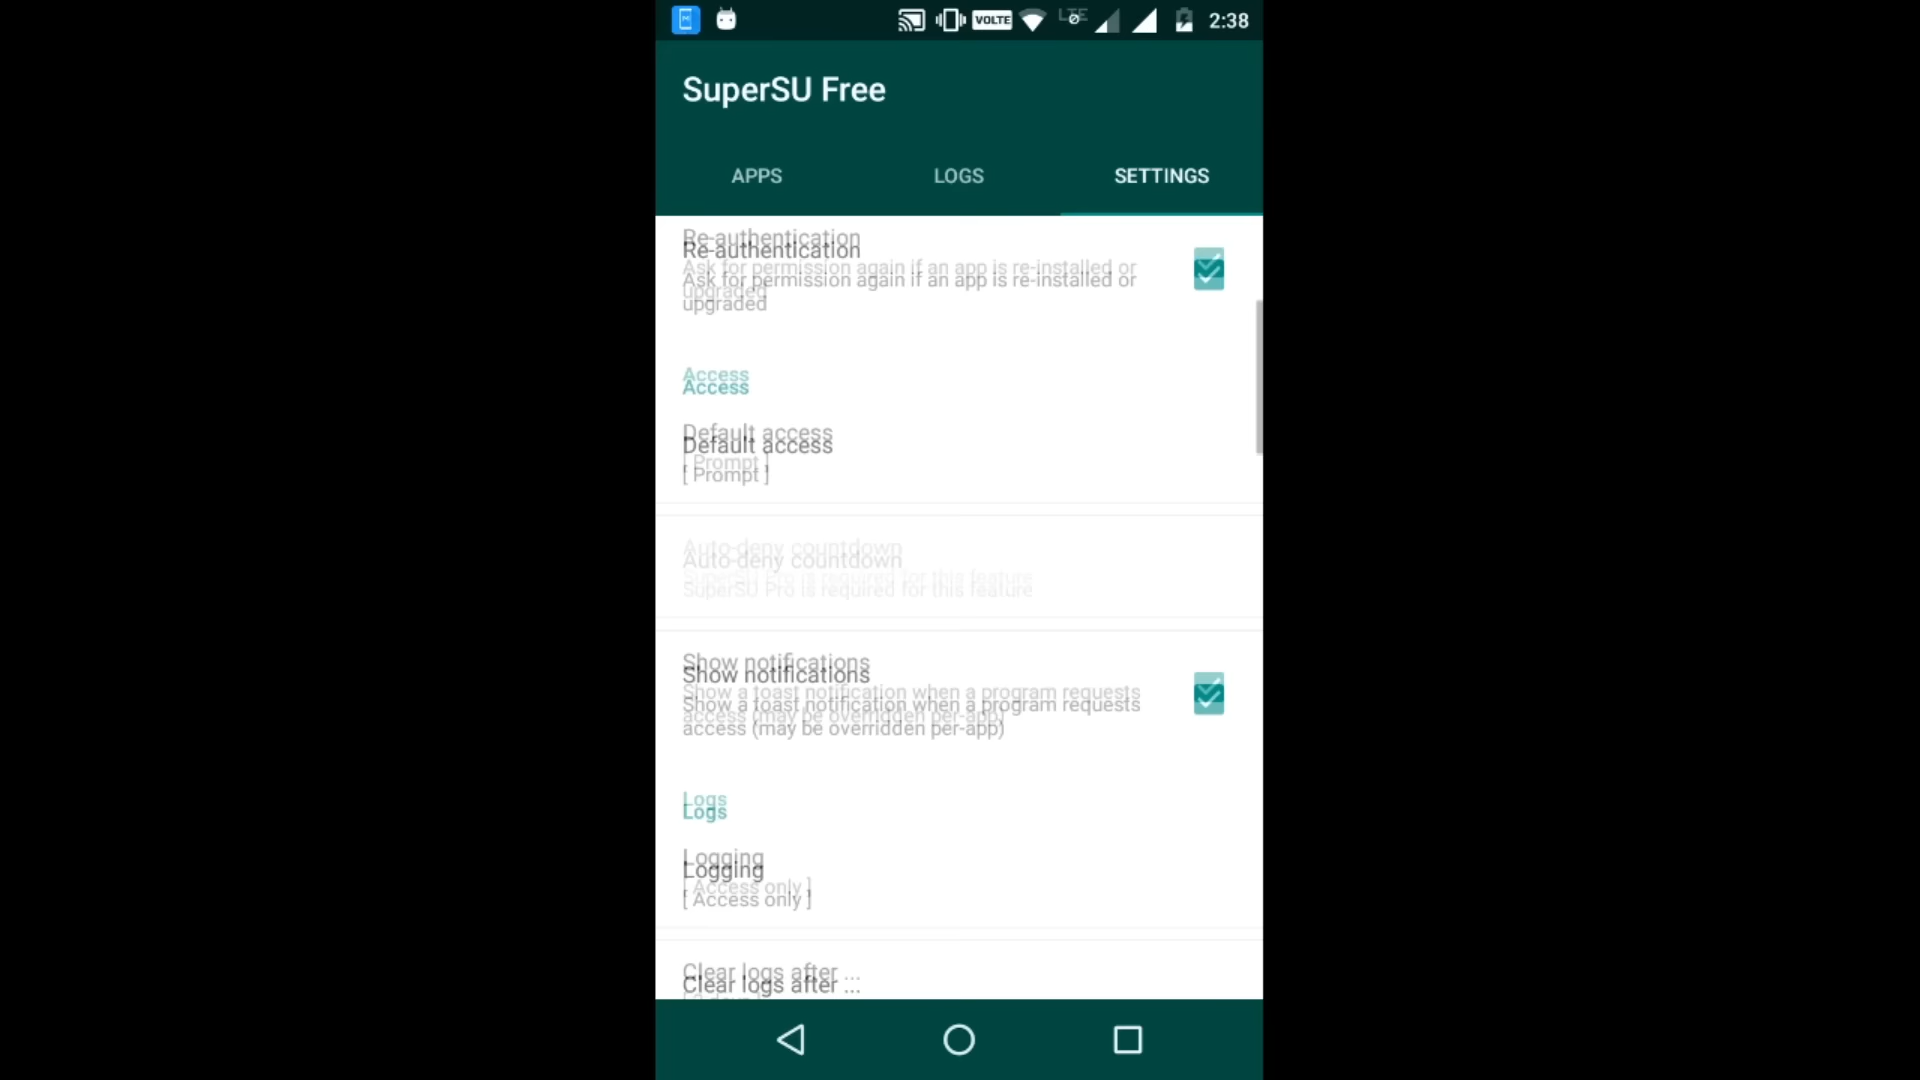 VOLTE LTE 2:38
SuperSU Free
APPS LOGS SETTINGS
Re-authentication
Ask for permission again if an app is re-installed or
upgraded
Access
Default access
[ Prompt ]
Auto-deny countdown
SuperSU Pro is required for this feature
Show notifications
Show a toast notification when a program requests
access (may be overridden per-app)
Logs
Logging
[ Access only ]
Clear logs after ...